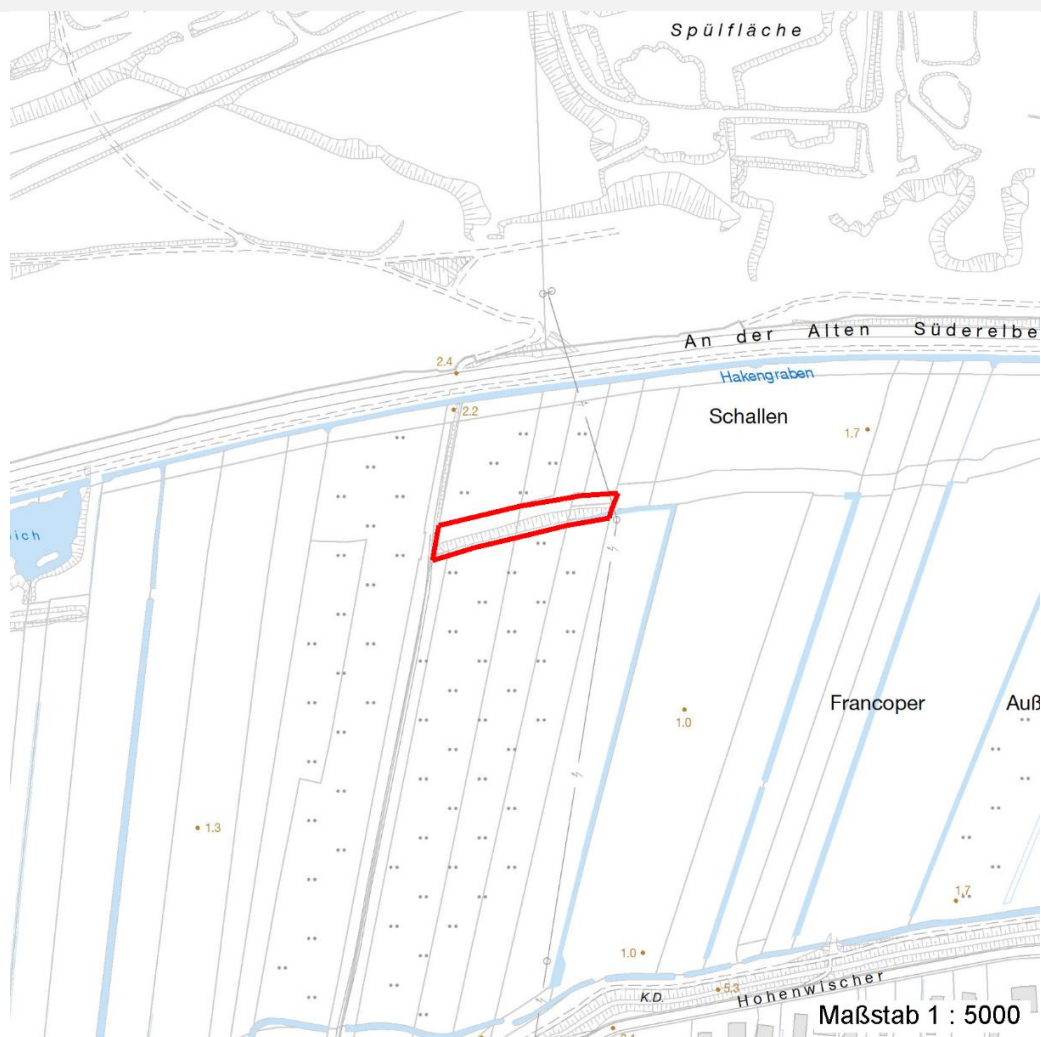 Spülfläche
An der Alten Süderelbe
2.4
Hakengraben
2.2
Schallen
1.7
ich
Francoper
Auß
1.0
1.3
1.7
1.0
5.3
K.D.
Hohenwischer
Maßstab 1 : 5000